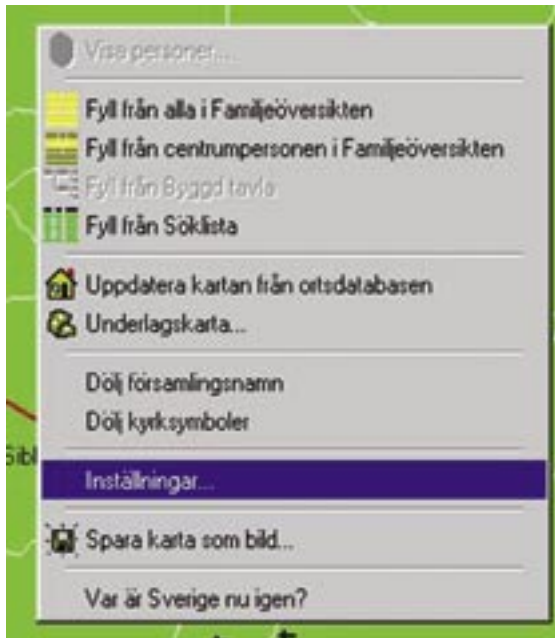 Visa personer...
Fyll från alla i Familjeöversikten
Fyll från centrumpersonen i Familjeöversikten
Fyll från Byggd tavla
Fyll från Söklista
Uppdatera kartan från ortsdatabasen
Underlagskarta...
Dölj församlingsnamn
Dölj kyrksymboler
Sibl
Inställningar...
Spara karta som bild...
Var är Sverige nu igen?